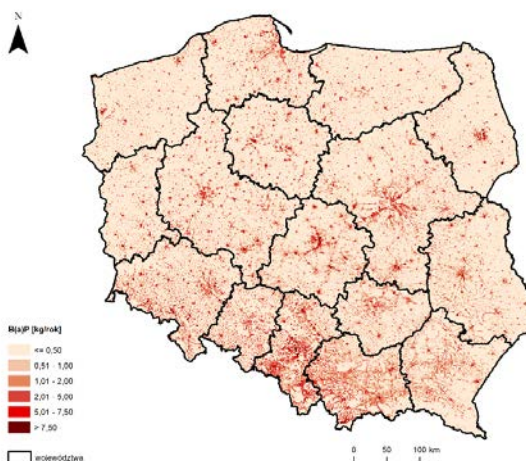 N
B(a)P [kg/rok]
<= 0,50
0,51 - 1,00
1,01 - 2,00
2,01 - 5,00
5,01 - 7,50
> 7,50
województwa
0 50 100 km